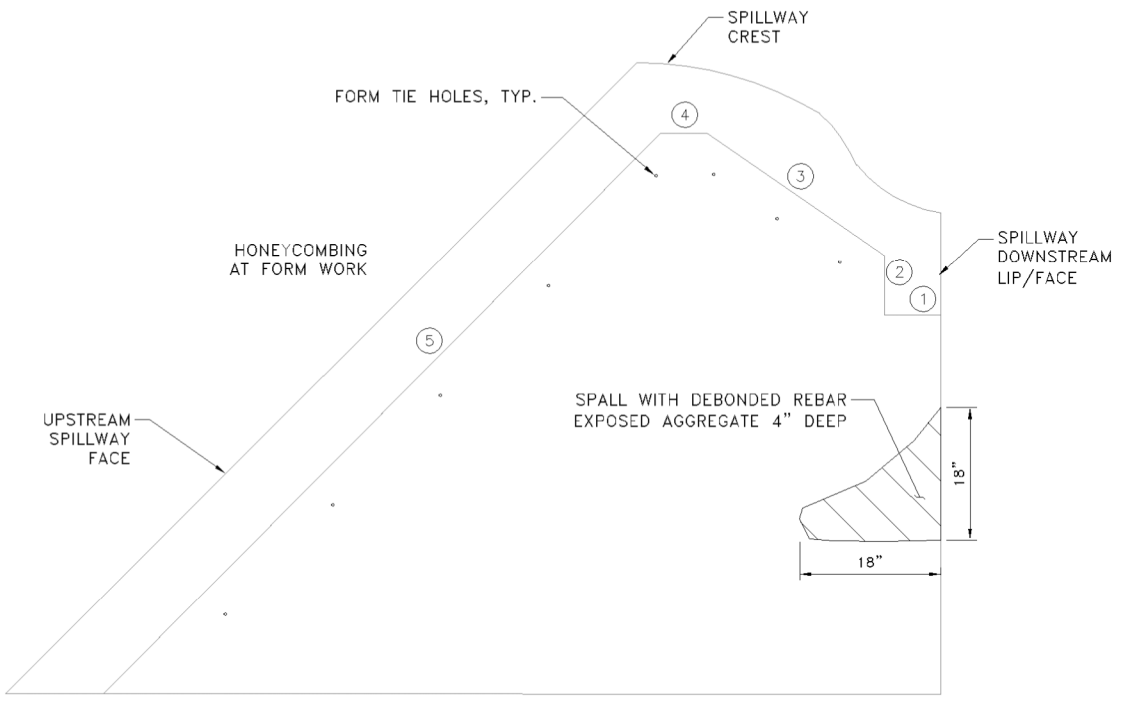 SPILLWAY
CREST
FORM TIE HOLES, TYP.
4
3
HONEYCOMBING
AT FORM WORK
SPILLWAY
DOWNSTREAM
LIP/FACE
2
1
5
SPALL WITH DEBONDED REBAR
EXPOSED AGGREGATE 4" DEEP
UPSTREAM
SPILLWAY
FACE
18"
18"